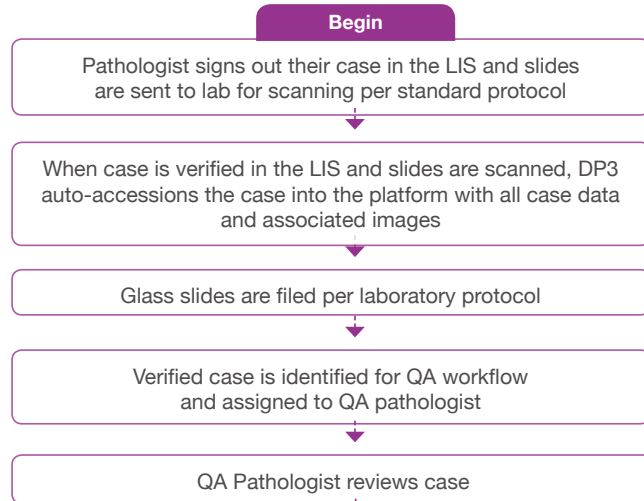 Begin
Pathologist signs out their case in the LIS and slides
are sent to lab for scanning per standard protocol
When case is verified in the LIS and slides are scanned, DP3
auto-accessions the case into the platform with all case data
and associated images
Glass slides are filed per laboratory protocol
Verified case is identified for QA workflow
and assigned to QA pathologist
QA Pathologist reviews case